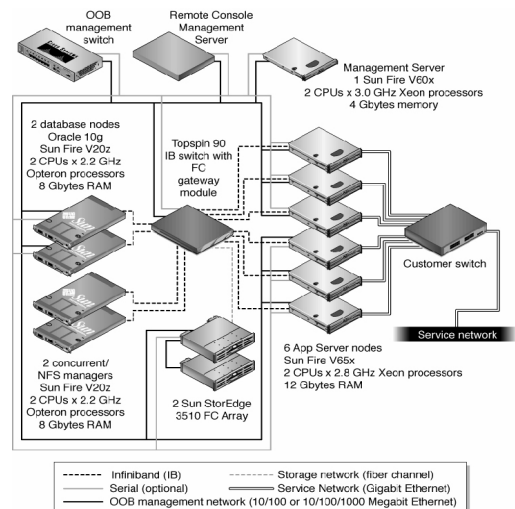 OOB
management
switch
Remote Console
Management
Server
Management Server
1 Sun Fire V60x
2 CPUs x 3.0 GHz Xeon processors
4 Gbytes memory
2 database nodes
Oracle 10g
Sun Fire V20z
2 CPUs x 2.2 GHz
Opteron processors
8 Gbytes RAM
Topspin 90
IB switch with
FC
gateway
module
Sun
Sun
Customer switch
Service network
2 concurrent/
NFS managers
Sun Fire V20z
2 CPUs x 2.2 GHz
Opteron processors
8 Gbytes RAM
2 Sun StorEdge
3510 FC Array
6 App Server nodes
Sun Fire V65x
2 CPUs x 2.8 GHz Xeon processors
12 Gbytes RAM
Infiniband (IB)
Storage network (fiber channel)
Serial (optional)
Service Network (Gigabit Ethernet)
OOB management network (10/100 or 10/100/1000 Megabit Ethernet)